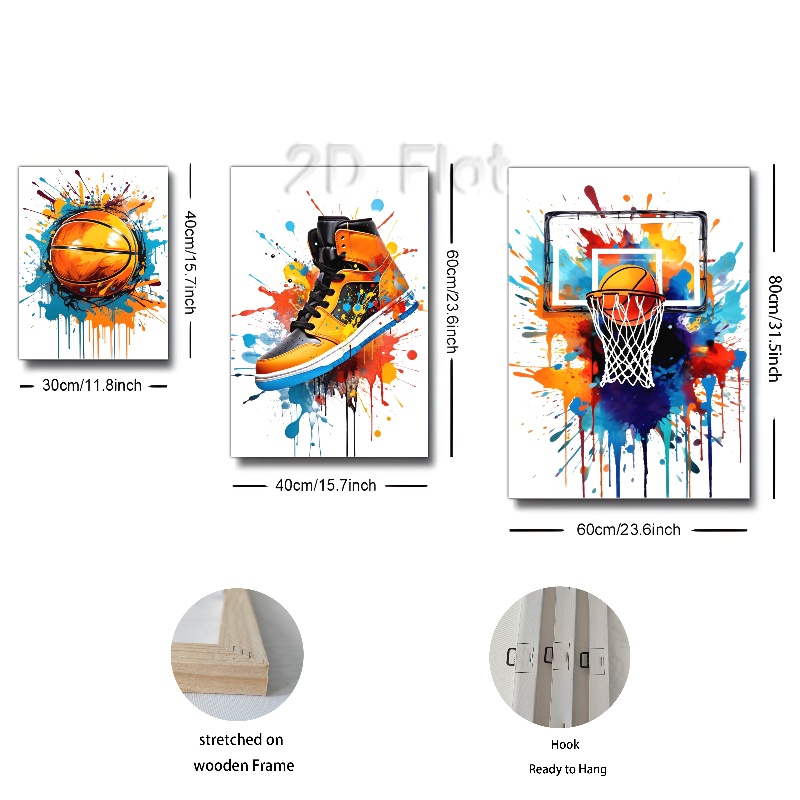 2D Flat
40cm/15.7inch
30cm/11.8inch
60cm/23.6inch
40cm/15.7inch
80cm/31.5inch
60cm/23.6inch
stretched on
wooden Frame
Hook
Ready to Hang